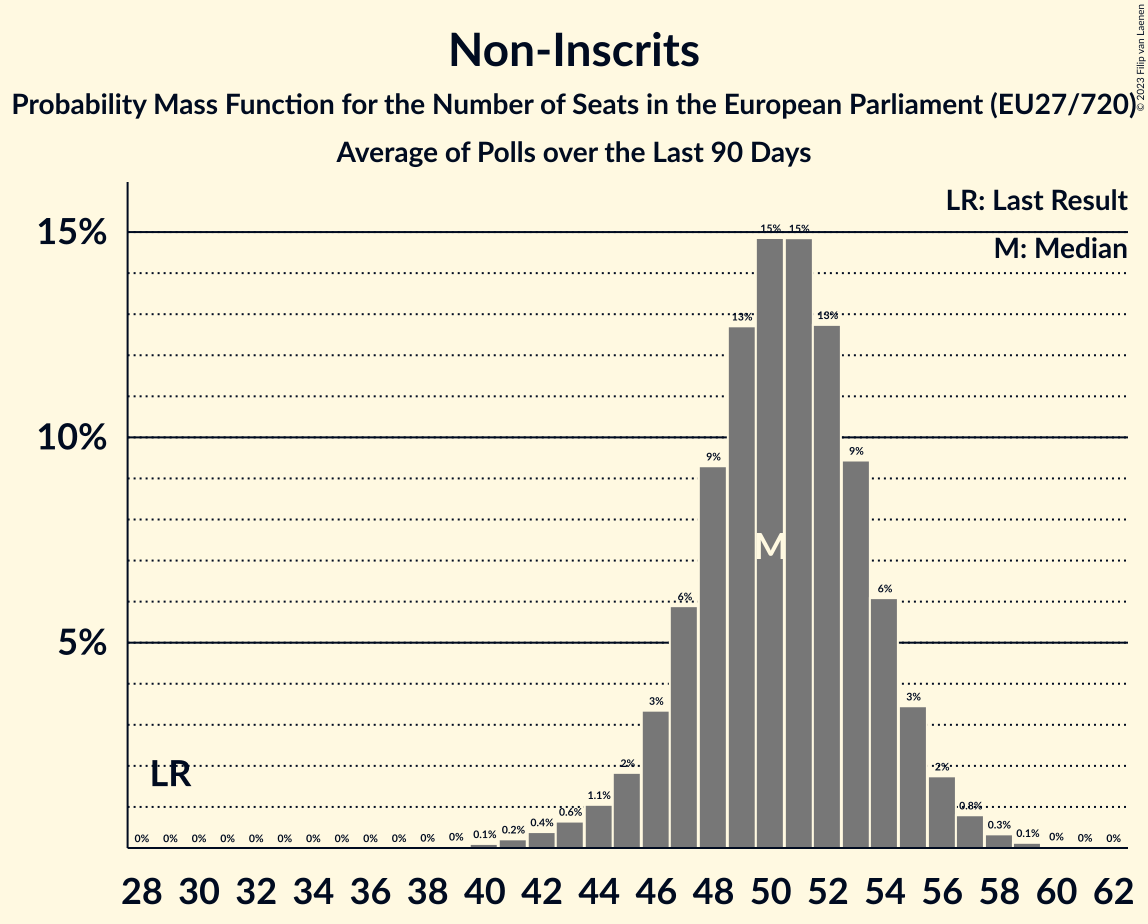 Non-Inscrits
Probability Mass Function for the Number of Seats in the European Parliament (EU27/720)
Average of Polls over the Last 90 Days
© 2023 Filip van Laenen
LR: Last Result
M: Median
15%
10%
5%
LR
M
0% 0% 0% 0% 0% 0% 0% 0% 0% 0% 0% 0% 0.1% 0.2% 0.4% 0.6% 1.1% 2% 3% 6% 9% 13% 15% 15% 13% 9% 6% 3% 2% 0.8% 0.3% 0.1% 0% 0% 0%
28 30 32 34 36 38 40 42 44 46 48 50 52 54 56 58 60 62